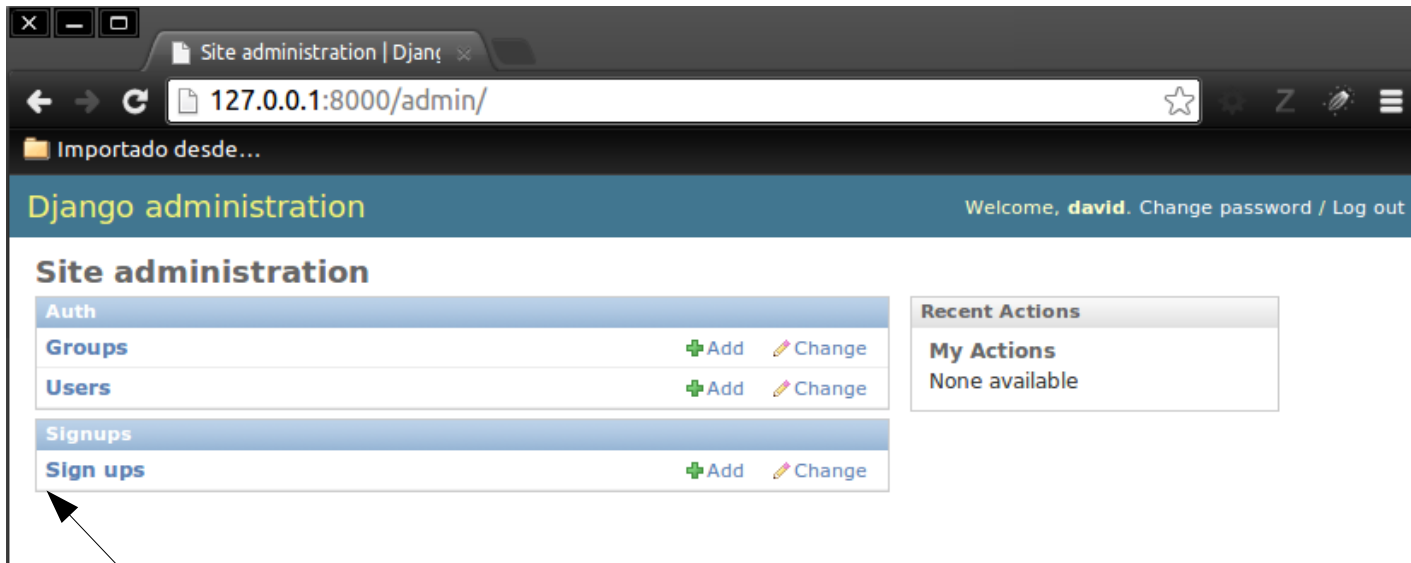 Site administration | Djang
127.0.0.1:8000/admin/
Z
Importado desde...
Django administration
Welcome, david. Change password / Log out
Site administration
Auth
Groups Add Change
Users Add Change
Signups
Sign ups Add Change
Recent Actions
My Actions
None available